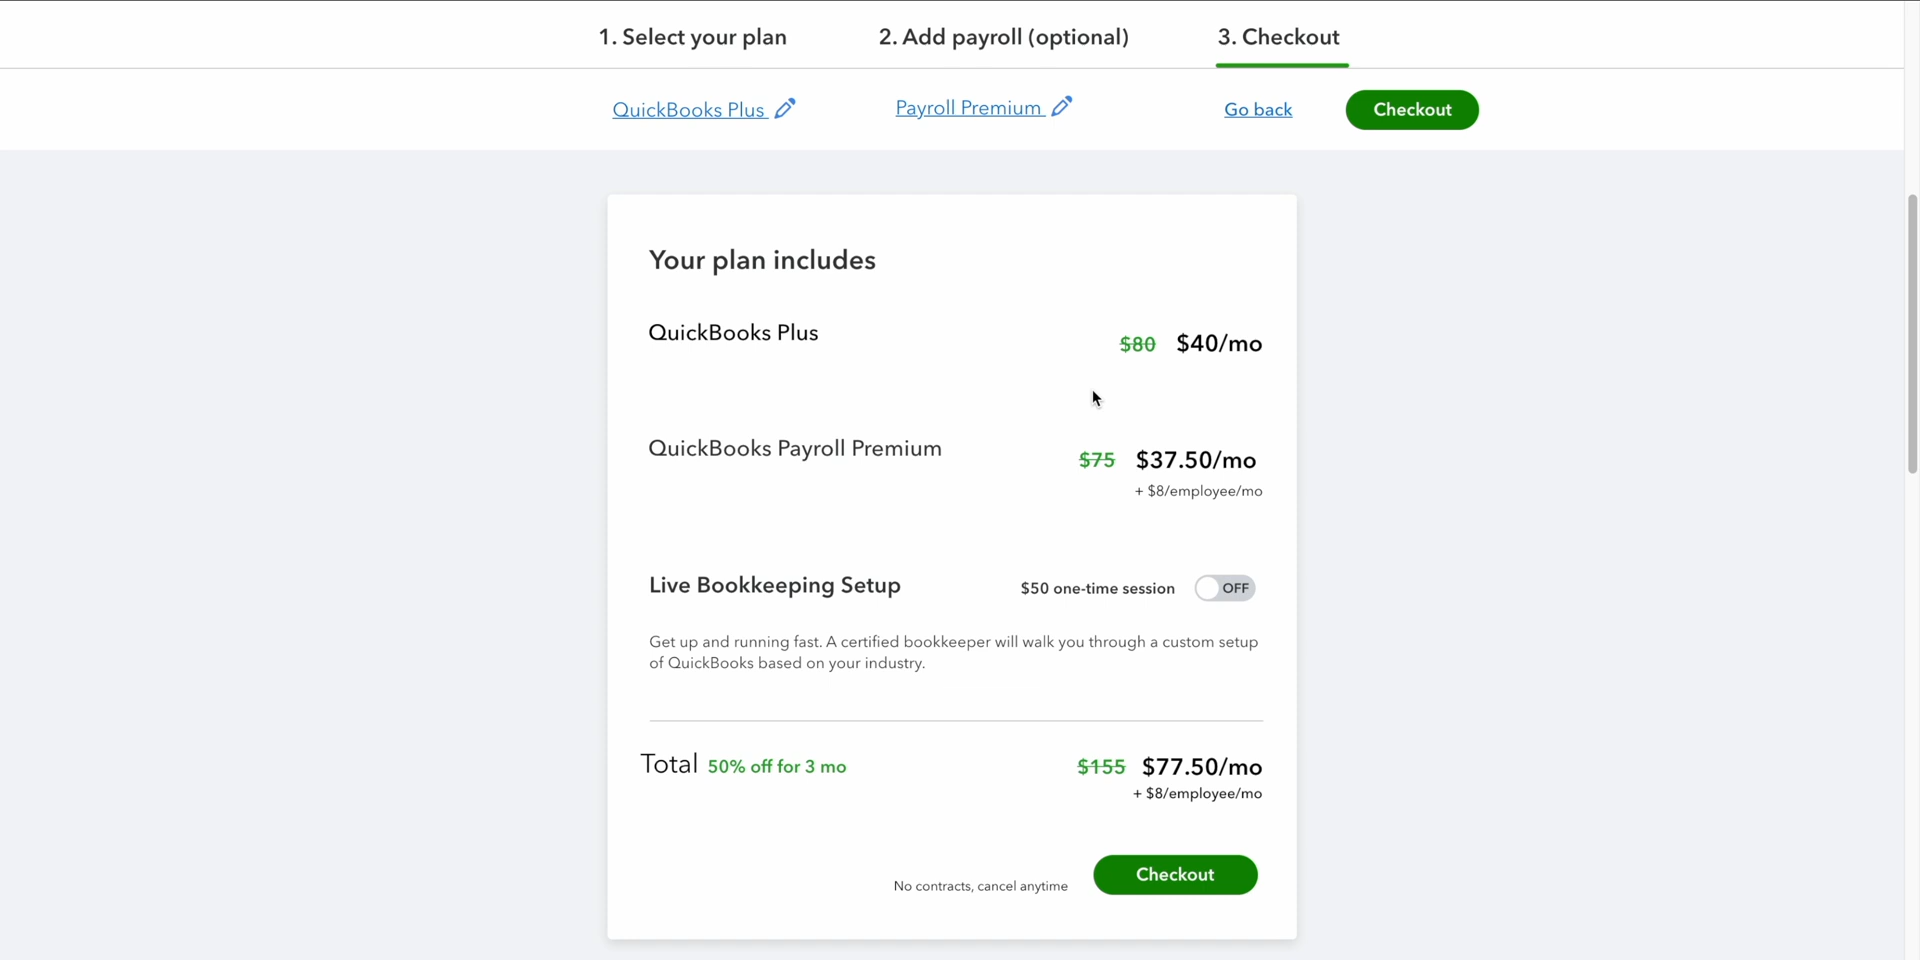 1. Select your plan
2. Add payroll (optional)
3. Checkout
QuickBooks Plus
Payroll Premium
Go back
Checkout
Your plan includes
QuickBooks Plus
$80 $40/mo
QuickBooks Payroll Premium
$75 $37.50/mo
+ $8/employee/mo
Live Bookkeeping Setup
$50 one-time session
OFF
Get up and running fast. A certified bookkeeper will walk you through a custom setup
of QuickBooks based on your industry.
Total 50% off for 3 mo
$155 $77.50/mo
+ $8/employee/mo
No contracts, cancel anytime
Checkout